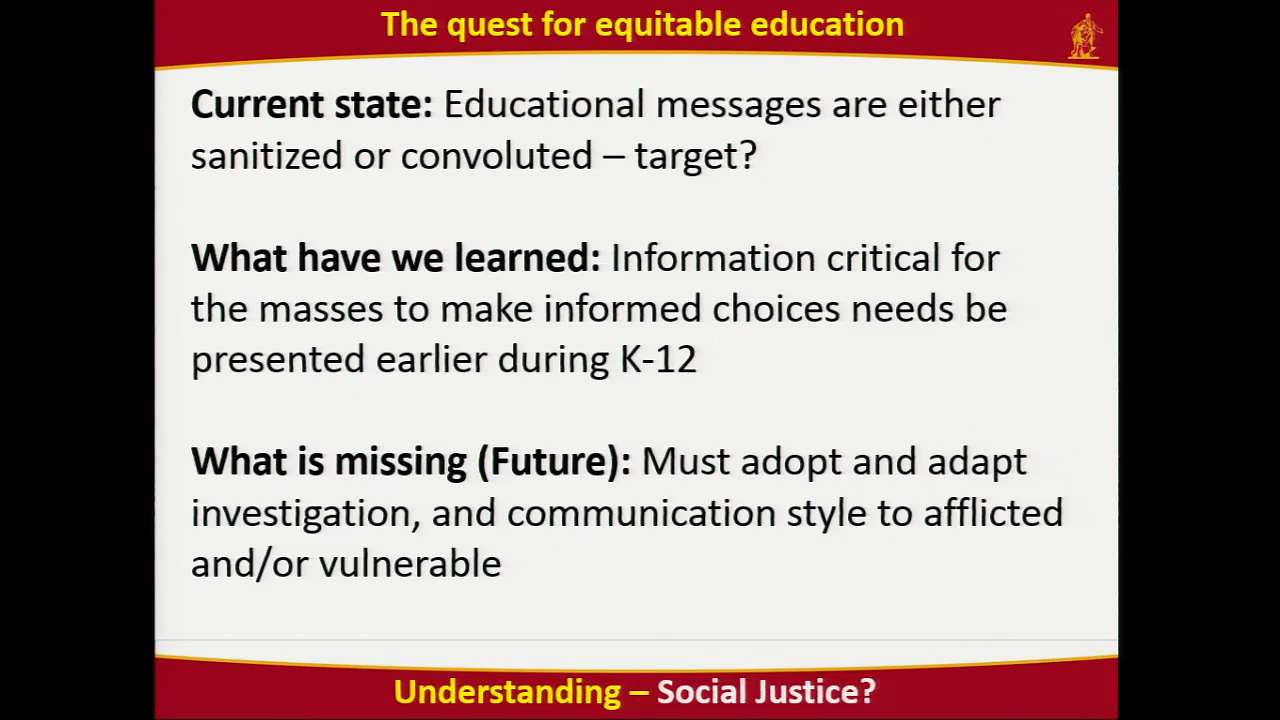 The quest for equitable education
Current state: Educational messages are either
sanitized or convoluted – target?
What have we learned: Information critical for
the masses to make informed choices needs be
presented earlier during K-12
What is missing (Future): Must adopt and adapt
investigation, and communication style to afflicted
and/or vulnerable
Understanding – Social Justice?